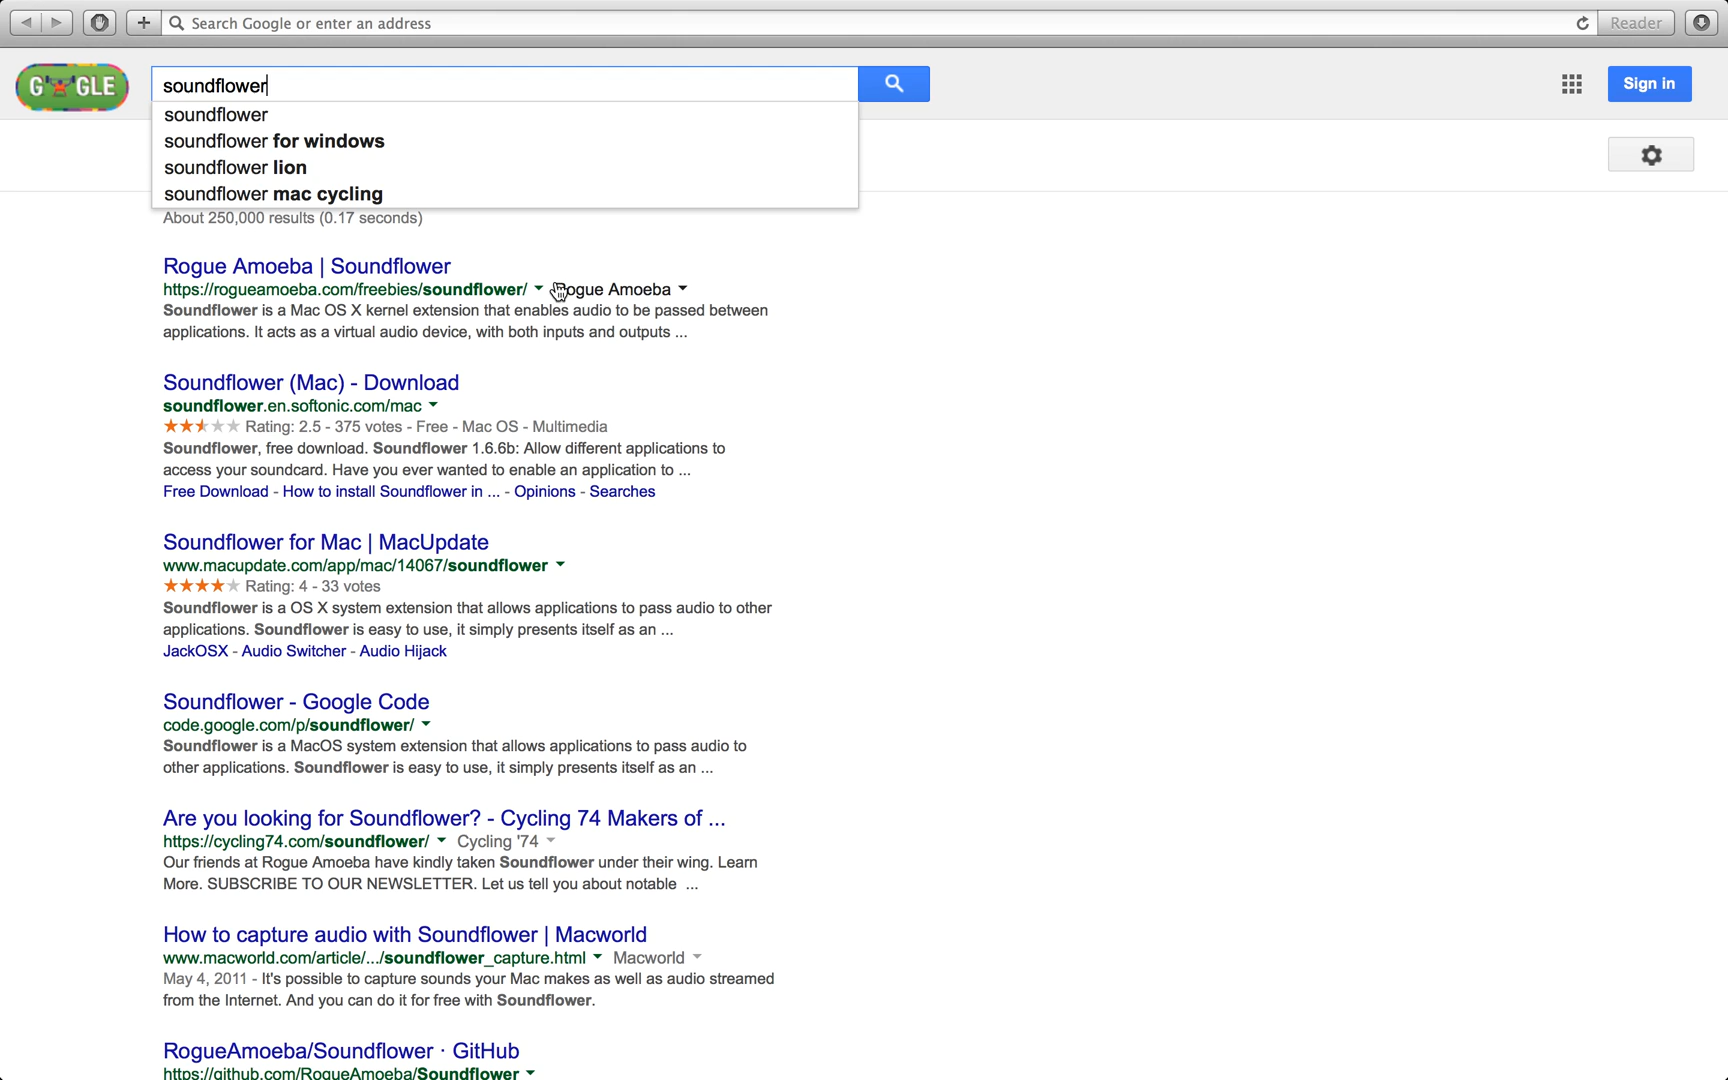 Search Google or enter an address
Reader
GOOGLE
soundflower
Sign in
soundflower
soundflower for windows
soundflower lion
soundflower mac cycling
About 250,000 results (0.17 seconds)
Rogue Amoeba | Soundflower
https://rogueamoeba.com/freebies/soundflower/ Rogue Amoeba
Soundflower is a Mac OS X kernel extension that enables audio to be passed between
applications. It acts as a virtual audio device, with both inputs and outputs ...
Soundflower (Mac) - Download
soundflower.en.softonic.com/mac
Rating: 2.5 - 375 votes - Free - Mac OS - Multimedia
Soundflower, free download. Soundflower 1.6.6b: Allow different applications to
access your soundcard. Have you ever wanted to enable an application to ...
Free Download - How to install Soundflower in ... - Opinions - Searches
Soundflower for Mac | MacUpdate
www.macupdate.com/app/mac/14067/soundflower
Rating: 4 - 33 votes
Soundflower is a OS X system extension that allows applications to pass audio to other
applications. Soundflower is easy to use, it simply presents itself as an ...
JackOSX - Audio Switcher - Audio Hijack
Soundflower - Google Code
code.google.com/p/soundflower/
Soundflower is a MacOS system extension that allows applications to pass audio to
other applications. Soundflower is easy to use, it simply presents itself as an ...
Are you looking for Soundflower? - Cycling 74 Makers of ...
https://cycling74.com/soundflower/ Cycling '74
Our friends at Rogue Amoeba have kindly taken Soundflower under their wing. Learn
More. SUBSCRIBE TO OUR NEWSLETTER. Let us tell you about notable ...
How to capture audio with Soundflower | Macworld
www.macworld.com/article/.../soundflower_capture.html Macworld
May 4, 2011 - It's possible to capture sounds your Mac makes as well as audio streamed
from the Internet. And you can do it for free with Soundflower.
RogueAmoeba/Soundflower · GitHub
https://github.com/RogueAmoeba/Soundflower